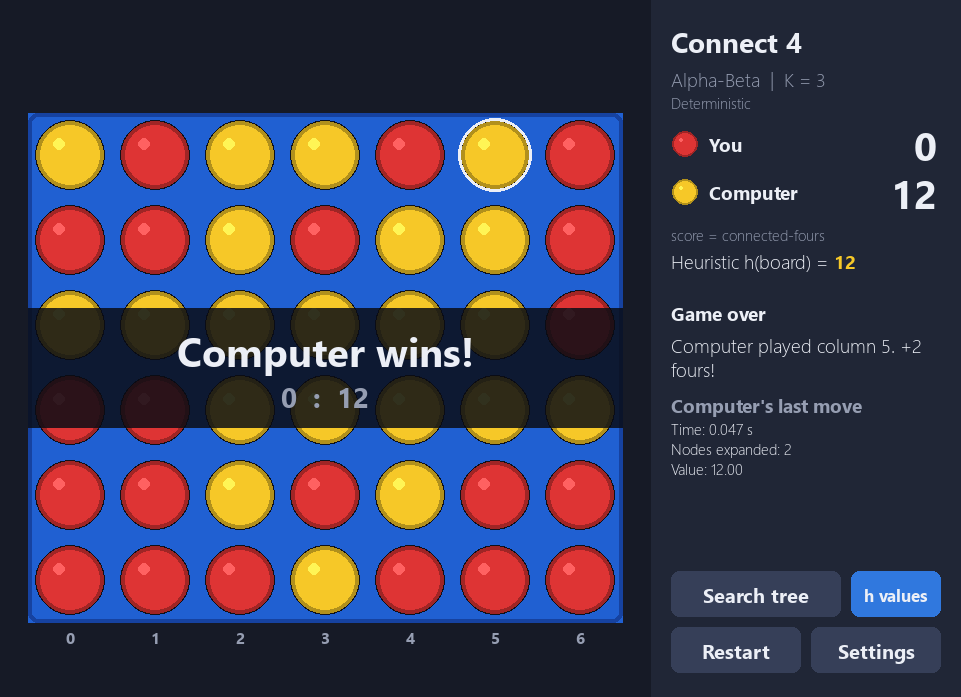 Connect 4
Alpha-Beta | K = 3
Deterministic
You 0
Computer 12
score = connected-fours
Heuristic h(board) = 12
Game over
Computer played column 5. +2
fours!
Computer's last move
Time: 0.047 s
Nodes expanded: 2
Value: 12.00
Computer wins!
0 : 12
0 1 2 3 4 5 6
Search tree
h values
Restart
Settings